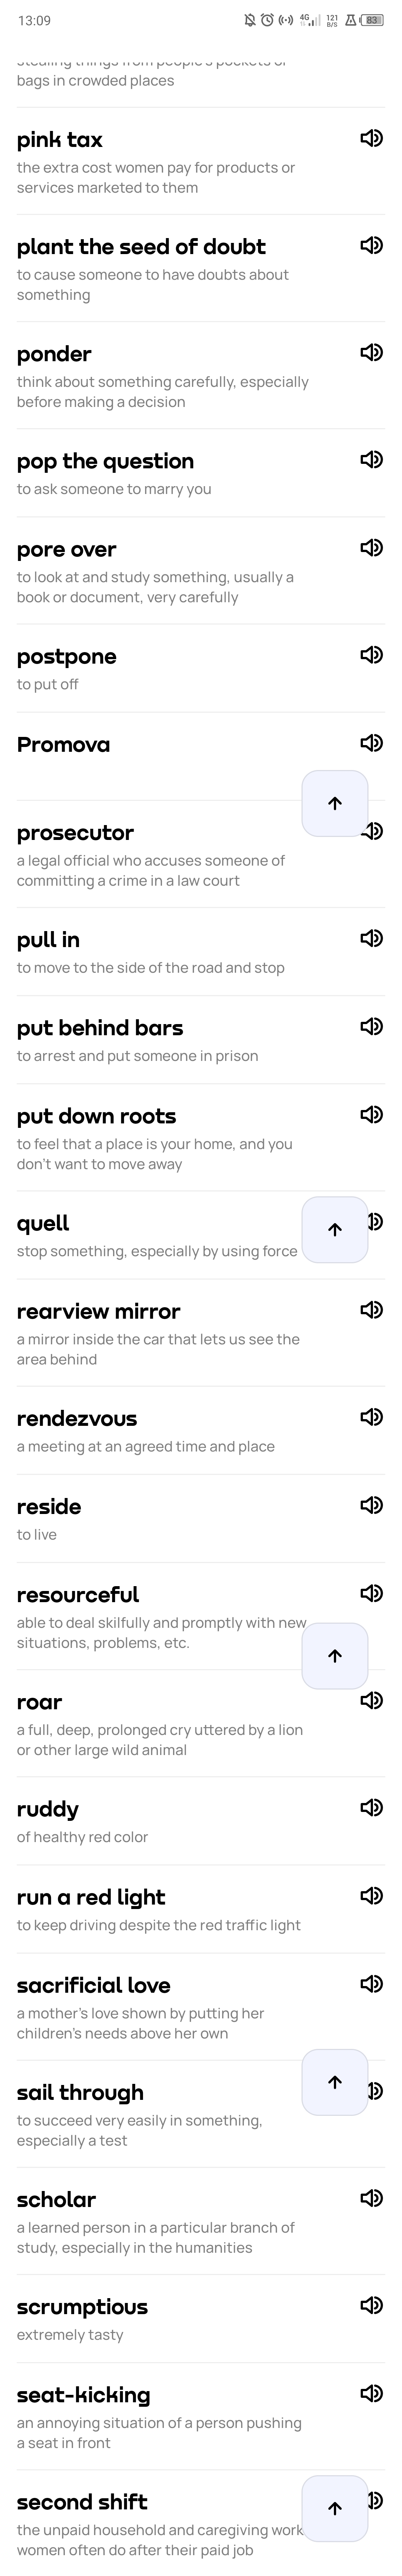 13:09
4G
121
B/S
83
stealing things from people's pockets or
bags in crowded places
pink tax
the extra cost women pay for products or
services marketed to them
plant the seed of doubt
to cause someone to have doubts about
something
ponder
think about something carefully, especially
before making a decision
pop the question
to ask someone to marry you
pore over
to look at and study something, usually a
book or document, very carefully
postpone
to put off
Promova
prosecutor
a legal official who accuses someone of
committing a crime in a law court
pull in
to move to the side of the road and stop
put behind bars
to arrest and put someone in prison
put down roots
to feel that a place is your home, and you
don't want to move away
quell
stop something, especially by using force
rearview mirror
a mirror inside the car that lets us see the
area behind
rendezvous
a meeting at an agreed time and place
reside
to live
resourceful
able to deal skilfully and promptly with new
situations, problems, etc.
roar
a full, deep, prolonged cry uttered by a lion
or other large wild animal
ruddy
of healthy red color
run a red light
to keep driving despite the red traffic light
sacrificial love
a mother's love shown by putting her
children's needs above her own
sail through
to succeed very easily in something,
especially a test
scholar
a learned person in a particular branch of
study, especially in the humanities
scrumptious
extremely tasty
seat-kicking
an annoying situation of a person pushing
a seat in front
second shift
the unpaid household and caregiving work
women often do after their paid job